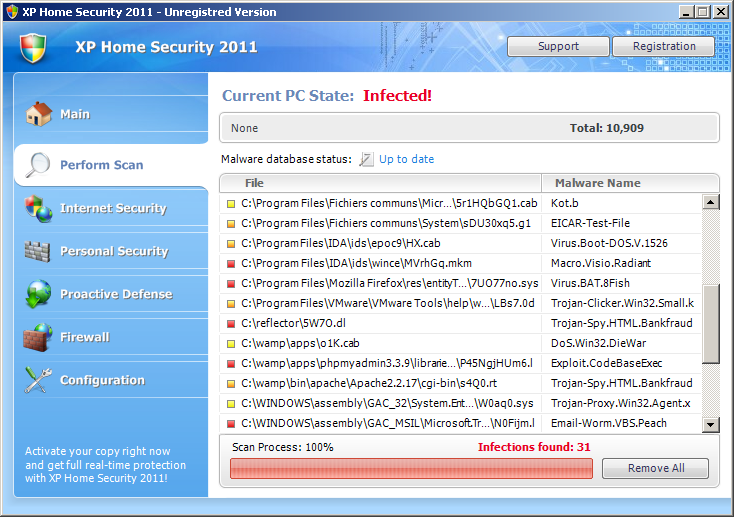 XP Home Security 2011 - Unregistred Version
XP Home Security 2011
Support
Registration
Main
Perform Scan
Internet Security
Personal Security
Proactive Defense
Firewall
Configuration
Activate your copy right now
and get full real-time protection
with XP Home Security 2011!
Current PC State: Infected!
None Total: 10,909
Malware database status: Up to date
File Malware Name
C:\Program Files\Fichiers communs\Micr...\5r1HQbGQ1.cab Kot.b
C:\Program Files\Fichiers communs\System\sDU30xq5.g1 EICAR-Test-File
C:\Program Files\IDA\ids\epoc9\HX.cab Virus.Boot-DOS.V.1526
C:\Program Files\IDA\ids\wince\MVrhGq.mkm Macro.Visio.Radiant
C:\Program Files\Mozilla Firefox\res\entityT...\7UO77no.sys Virus.BAT.8Fish
C:\Program Files\VMware\VMware Tools\help\w...\LBs7.0d Trojan-Clicker.Win32.Small.k
C:\reflector\5W7O.dl Trojan-Spy.HTML.Bankfraud
C:\wamp\apps\o1K.cab DoS.Win32.DieWar
C:\wamp\apps\phpmyadmin3.3.9\librarie...\P45NgjHUm6.l Exploit.CodeBaseExec
C:\wamp\bin\apache\Apache2.2.17\cgi-bin\s4Q0.rt Trojan-Spy.HTML.Bankfraud
C:\WINDOWS\assembly\GAC_32\System.Ent...\W0aq0.sys Trojan-Proxy.Win32.Agent.x
C:\WINDOWS\assembly\GAC_MSIL\Microsoft.Tr...\N0Fijm.l Email-Worm.VBS.Peach
Scan Process: 100% Infections found: 31
Remove All